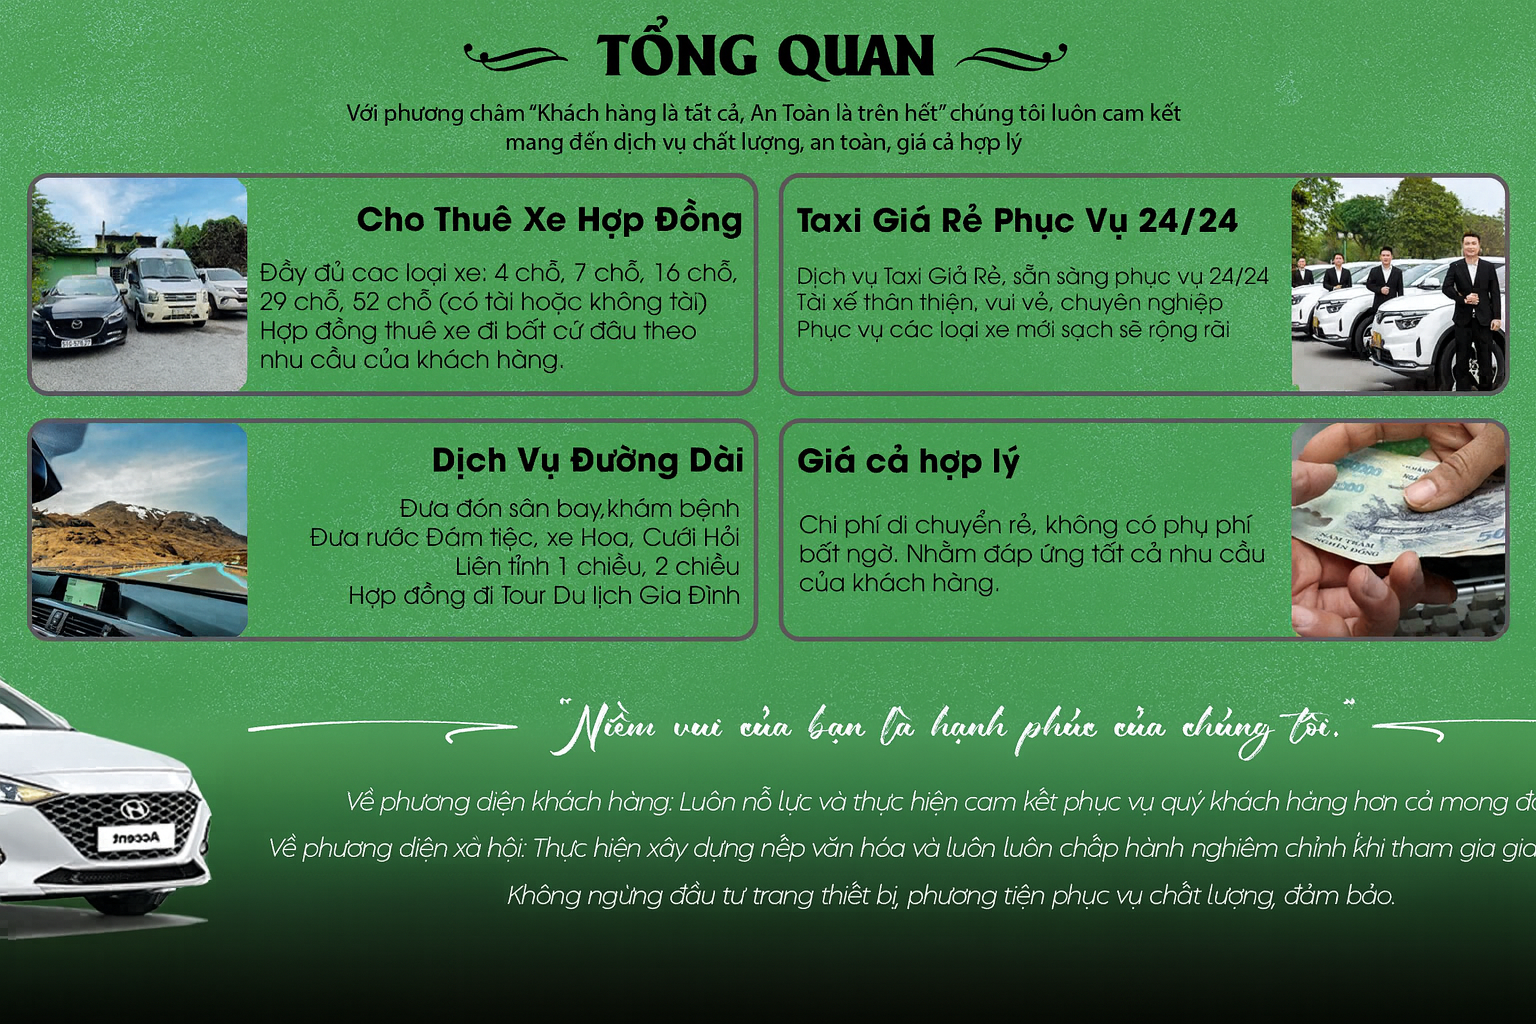 TỔNG QUAN
Với phương châm “Khách hàng là tất cả, An Toàn là trên hết” chúng tôi luôn cam kết
mang đến dịch vụ chất lượng, an toàn, giá cả hợp lý
Cho Thuê Xe Hợp Đồng
Đầy đủ cac loại xe: 4 chỗ, 7 chỗ, 16 chỗ,
29 chỗ, 52 chỗ (có tài hoặc không tài)
Hợp đồng thuê xe đi bất cứ đâu theo
nhu cầu của khách hàng.
Taxi Giá Rẻ Phục Vụ 24/24
Dịch vụ Taxi Giả Rẻ, sẵn sàng phục vụ 24/24
Tài xế thân thiện, vui vẻ, chuyên nghiệp
Phục vụ các loại xe mới sạch sẽ rộng rãi
Dịch Vụ Đường Dài
Đưa đón sân bay,khám bệnh
Đưa rước Đám tiệc, xe Hoa, Cưới Hỏi
Liên tỉnh 1 chiều, 2 chiều
Hợp đồng đi Tour Du lịch Gia Đình
Giá cả hợp lý
Chi phí di chuyển rẻ, không có phụ phí
bất ngờ. Nhằm đáp ứng tất cả nhu cầu
của khách hàng.
NĂM TRĂM
NGHÌN ĐỒNG
“Niềm vui của bạn là hạnh phúc của chúng tôi.”
Accent
Về phương diện khách hàng: Luôn nỗ lực và thực hiện cam kết phục vụ quý khách hàng hơn cả mong
Về phương diện xà hội: Thực hiện xây dựng nếp văn hóa và luôn luôn chấp hành nghiêm chỉnh khi tham gia
Không ngừng đầu tư trang thiết bị, phương tiện phục vụ chất lượng, đảm bảo.